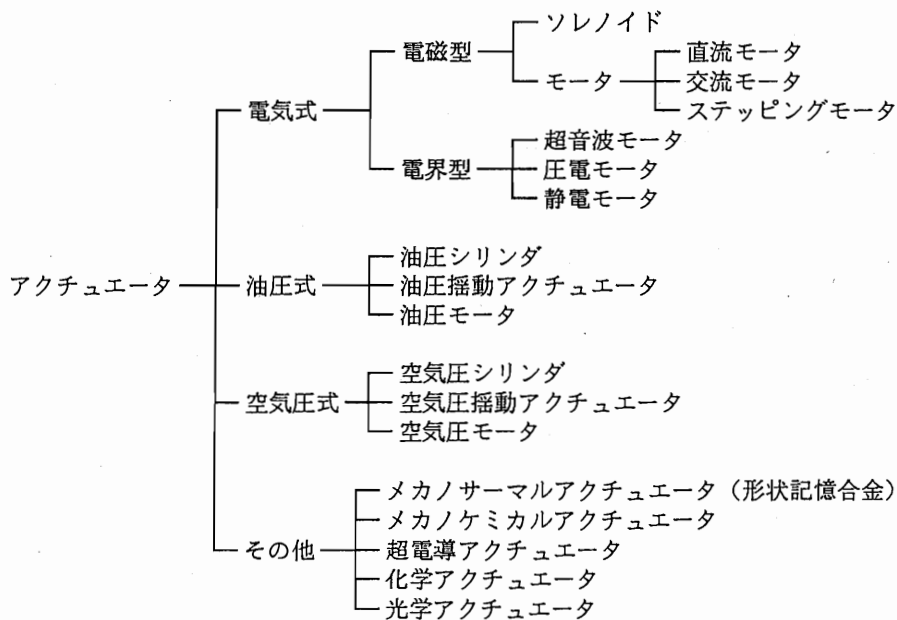 ソレノイド
電磁型
直流モータ
モータ
交流モータ
電気式
ステッピングモータ
超音波モータ
電界型
圧電モータ
静電モータ
油圧シリンダ
アクチュエータ
油圧式
油圧揺動アクチュエータ
油圧モータ
空気圧シリンダ
空気圧式
空気圧揺動アクチュエータ
空気圧モータ
メカノサーマルアクチュエータ（形状記憶合金）
メカノケミカルアクチュエータ
その他
超電導アクチュエータ
化学アクチュエータ
光学アクチュエータ